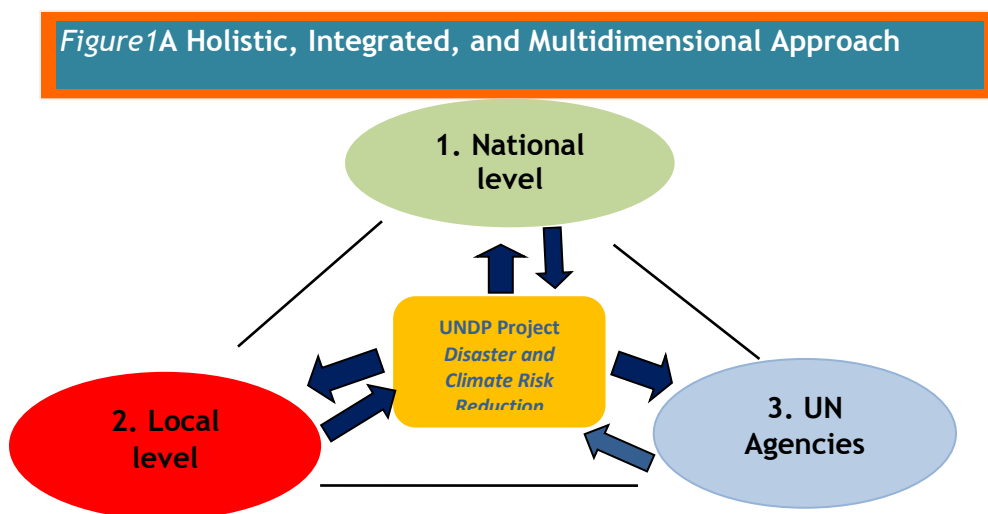 Figure1A Holistic, Integrated, and Multidimensional Approach
1. National
level
UNDP Project
Disaster and
Climate Risk
Reduction
2. Local
level
3. UN
Agencies